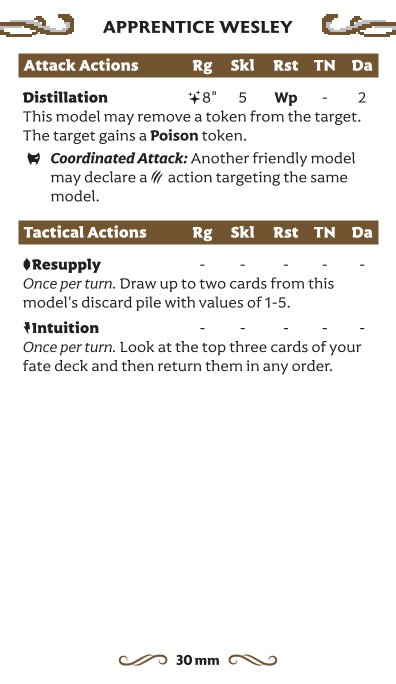 APPRENTICE WESLEY
Attack Actions Rg Skl Rst TN Da
Distillation 8" 5 Wp - 2
This model may remove a token from the target.
The target gains a Poison token.
Coordinated Attack: Another friendly model
may declare a action targeting the same
model.
Tactical Actions Rg Skl Rst TN Da
Resupply - - - - -
Once per turn. Draw up to two cards from this
model's discard pile with values of 1-5.
Intuition - - - - -
Once per turn. Look at the top three cards of your
fate deck and then return them in any order.
30 mm